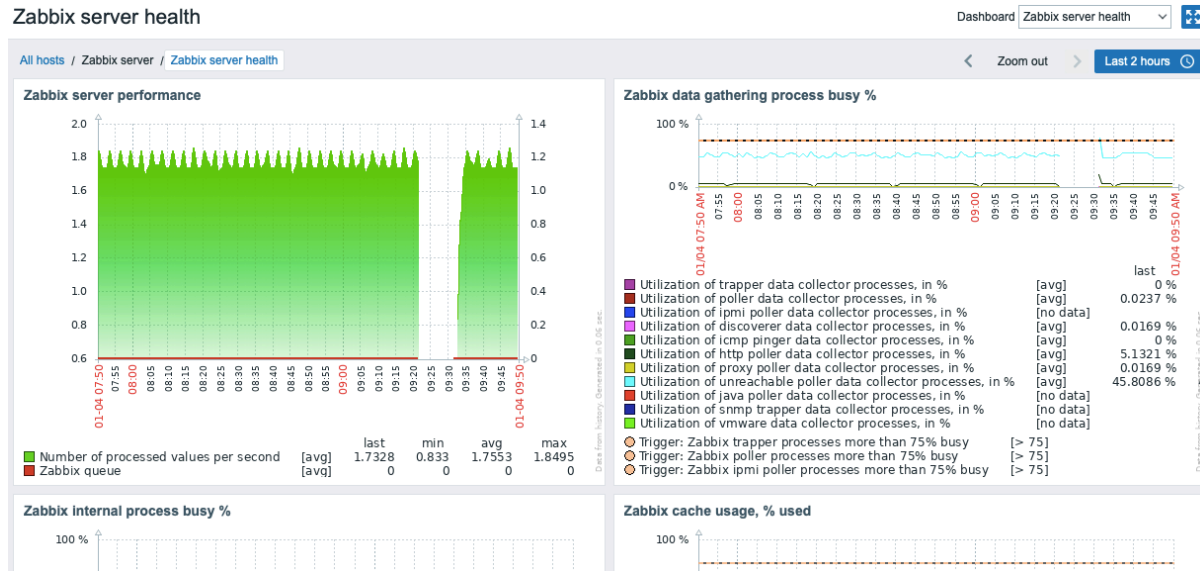 Zabbix server health
Dashboard Zabbix server health
All hosts / Zabbix server / Zabbix server health
Zoom out Last 2 hours
Zabbix server performance
2.0 1.4
1.8 1.2
1.6 1.0
1.4 0.8
1.2 0.6
1.0 0.4
0.8 0.2
0.6 0
01-04 07:50 07:55 08:00 08:05 08:10 08:15 08:20 08:25 08:30 08:35 08:40 08:45 08:50 08:55 09:00 09:05 09:10 09:15 09:20 09:25 09:30 09:35 09:40 09:45 01-04 09:50
last min avg max
Number of processed values per second [avg] 1.7328 0.833 1.7553 1.8495
Zabbix queue [avg] 0 0 0 0
Data from history. Generated in 0.06 sec.
Zabbix data gathering process busy %
100 %
0 %
01/04 07:50 AM 07:55 08:00 08:05 08:10 08:15 08:20 08:25 08:30 08:35 08:40 08:45 08:50 08:55 09:00 09:05 09:10 09:15 09:20 09:25 09:30 09:35 09:40 09:45 01/04 09:50 AM
last
Utilization of trapper data collector processes, in % [avg] 0 %
Utilization of poller data collector processes, in % [avg] 0.0237 %
Utilization of ipmi poller data collector processes, in % [no data]
Utilization of discoverer data collector processes, in % [avg] 0.0169 %
Utilization of icmp pinger data collector processes, in % [avg] 0 %
Utilization of http poller data collector processes, in % [avg] 5.1321 %
Utilization of proxy poller data collector processes, in % [avg] 0.0169 %
Utilization of unreachable poller data collector processes, in % [avg] 45.8086 %
Utilization of java poller data collector processes, in % [no data]
Utilization of snmp trapper data collector processes, in % [no data]
Utilization of vmware data collector processes, in % [no data]
Trigger: Zabbix trapper processes more than 75% busy [> 75]
Trigger: Zabbix poller processes more than 75% busy [> 75]
Trigger: Zabbix ipmi poller processes more than 75% busy [> 75]
Zabbix internal process busy %
100 %
Zabbix cache usage, % used
100 %